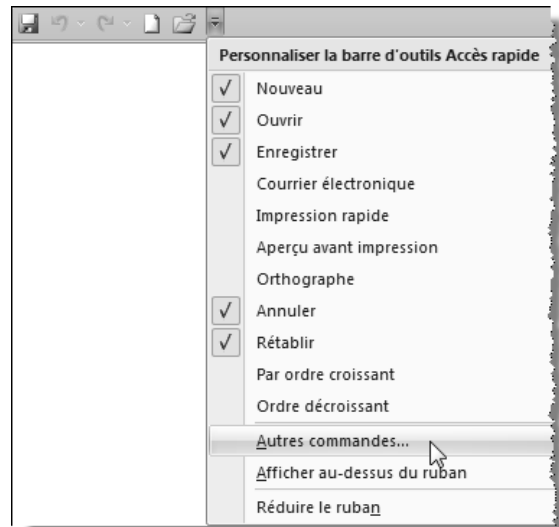 Personnaliser la barre d'outils Accès rapide
Nouveau
Ouvrir
Enregistrer
Courrier électronique
Impression rapide
Aperçu avant impression
Orthographe
Annuler
Rétablir
Par ordre croissant
Ordre décroissant
Autres commandes...
Afficher au-dessus du ruban
Réduire le ruban